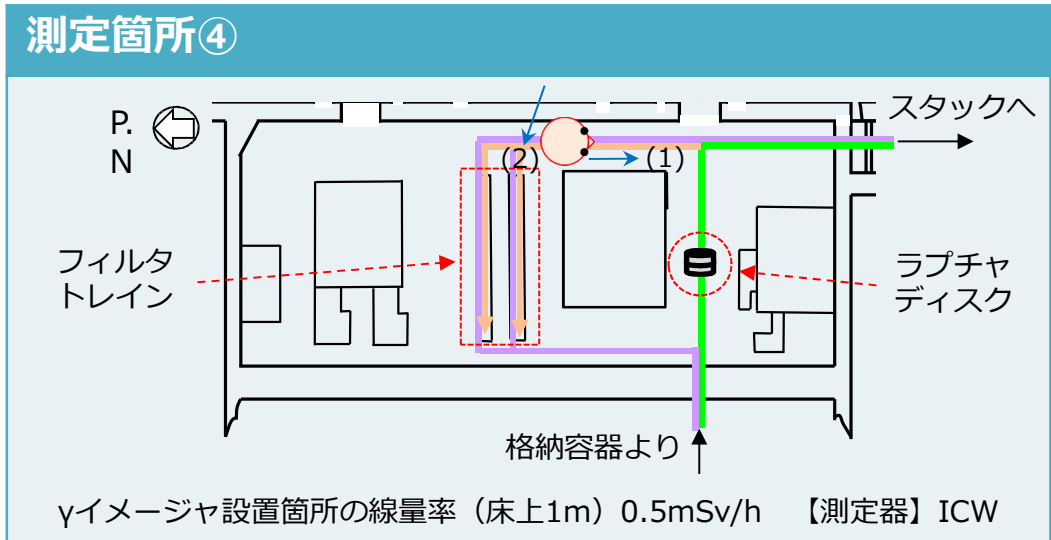 測定箇所④
P.
N
スタックへ
(2)
(1)
フィルタ
トレイン
ラプチャ
ディスク
格納容器より
γイメージャ設置箇所の線量率（床上1m）0.5mSv/h　【測定器】ICW